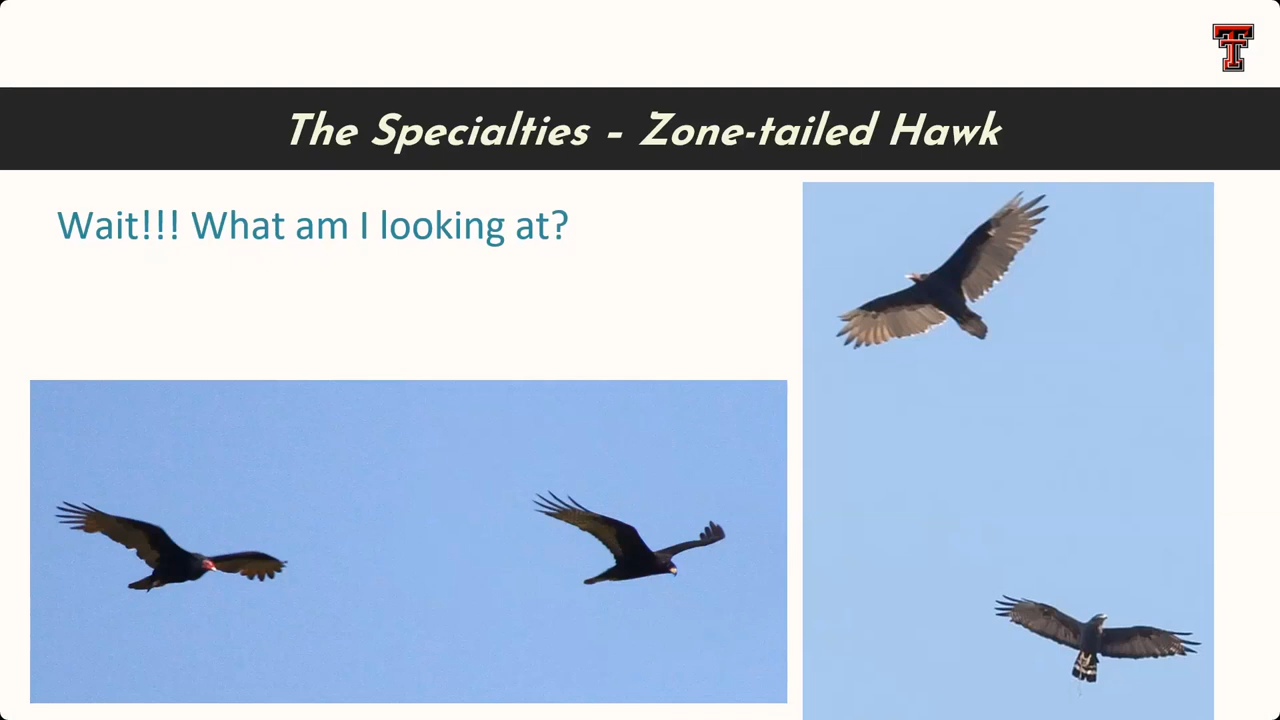 The Specialties – Zone-tailed Hawk
Wait!!! What am I looking at?